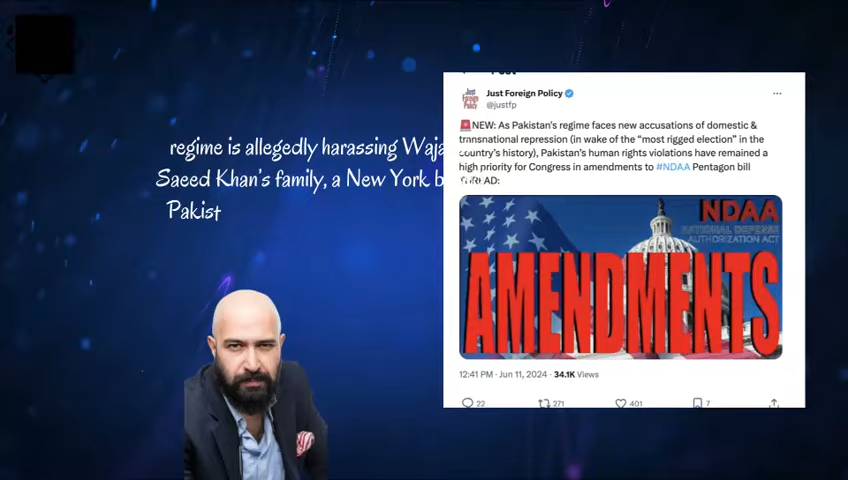 regime is allegedly harassing Waja
Saeed Khan's family, a New York b
Pakist
Just Foreign Policy
@justfp
NEW: As Pakistan's regime faces new accusations of domestic &
transnational repression (in wake of the "most rigged election" in the
country's history), Pakistan's human rights violations have remained a
high priority for Congress in amendments to #NDAA Pentagon bill
NDAA
NATIONAL DEFENSE
AUTHORIZATION ACT
AMENDMENTS
12:41 PM · Jun 11, 2024 · 34.1K Views
22 271 401 7